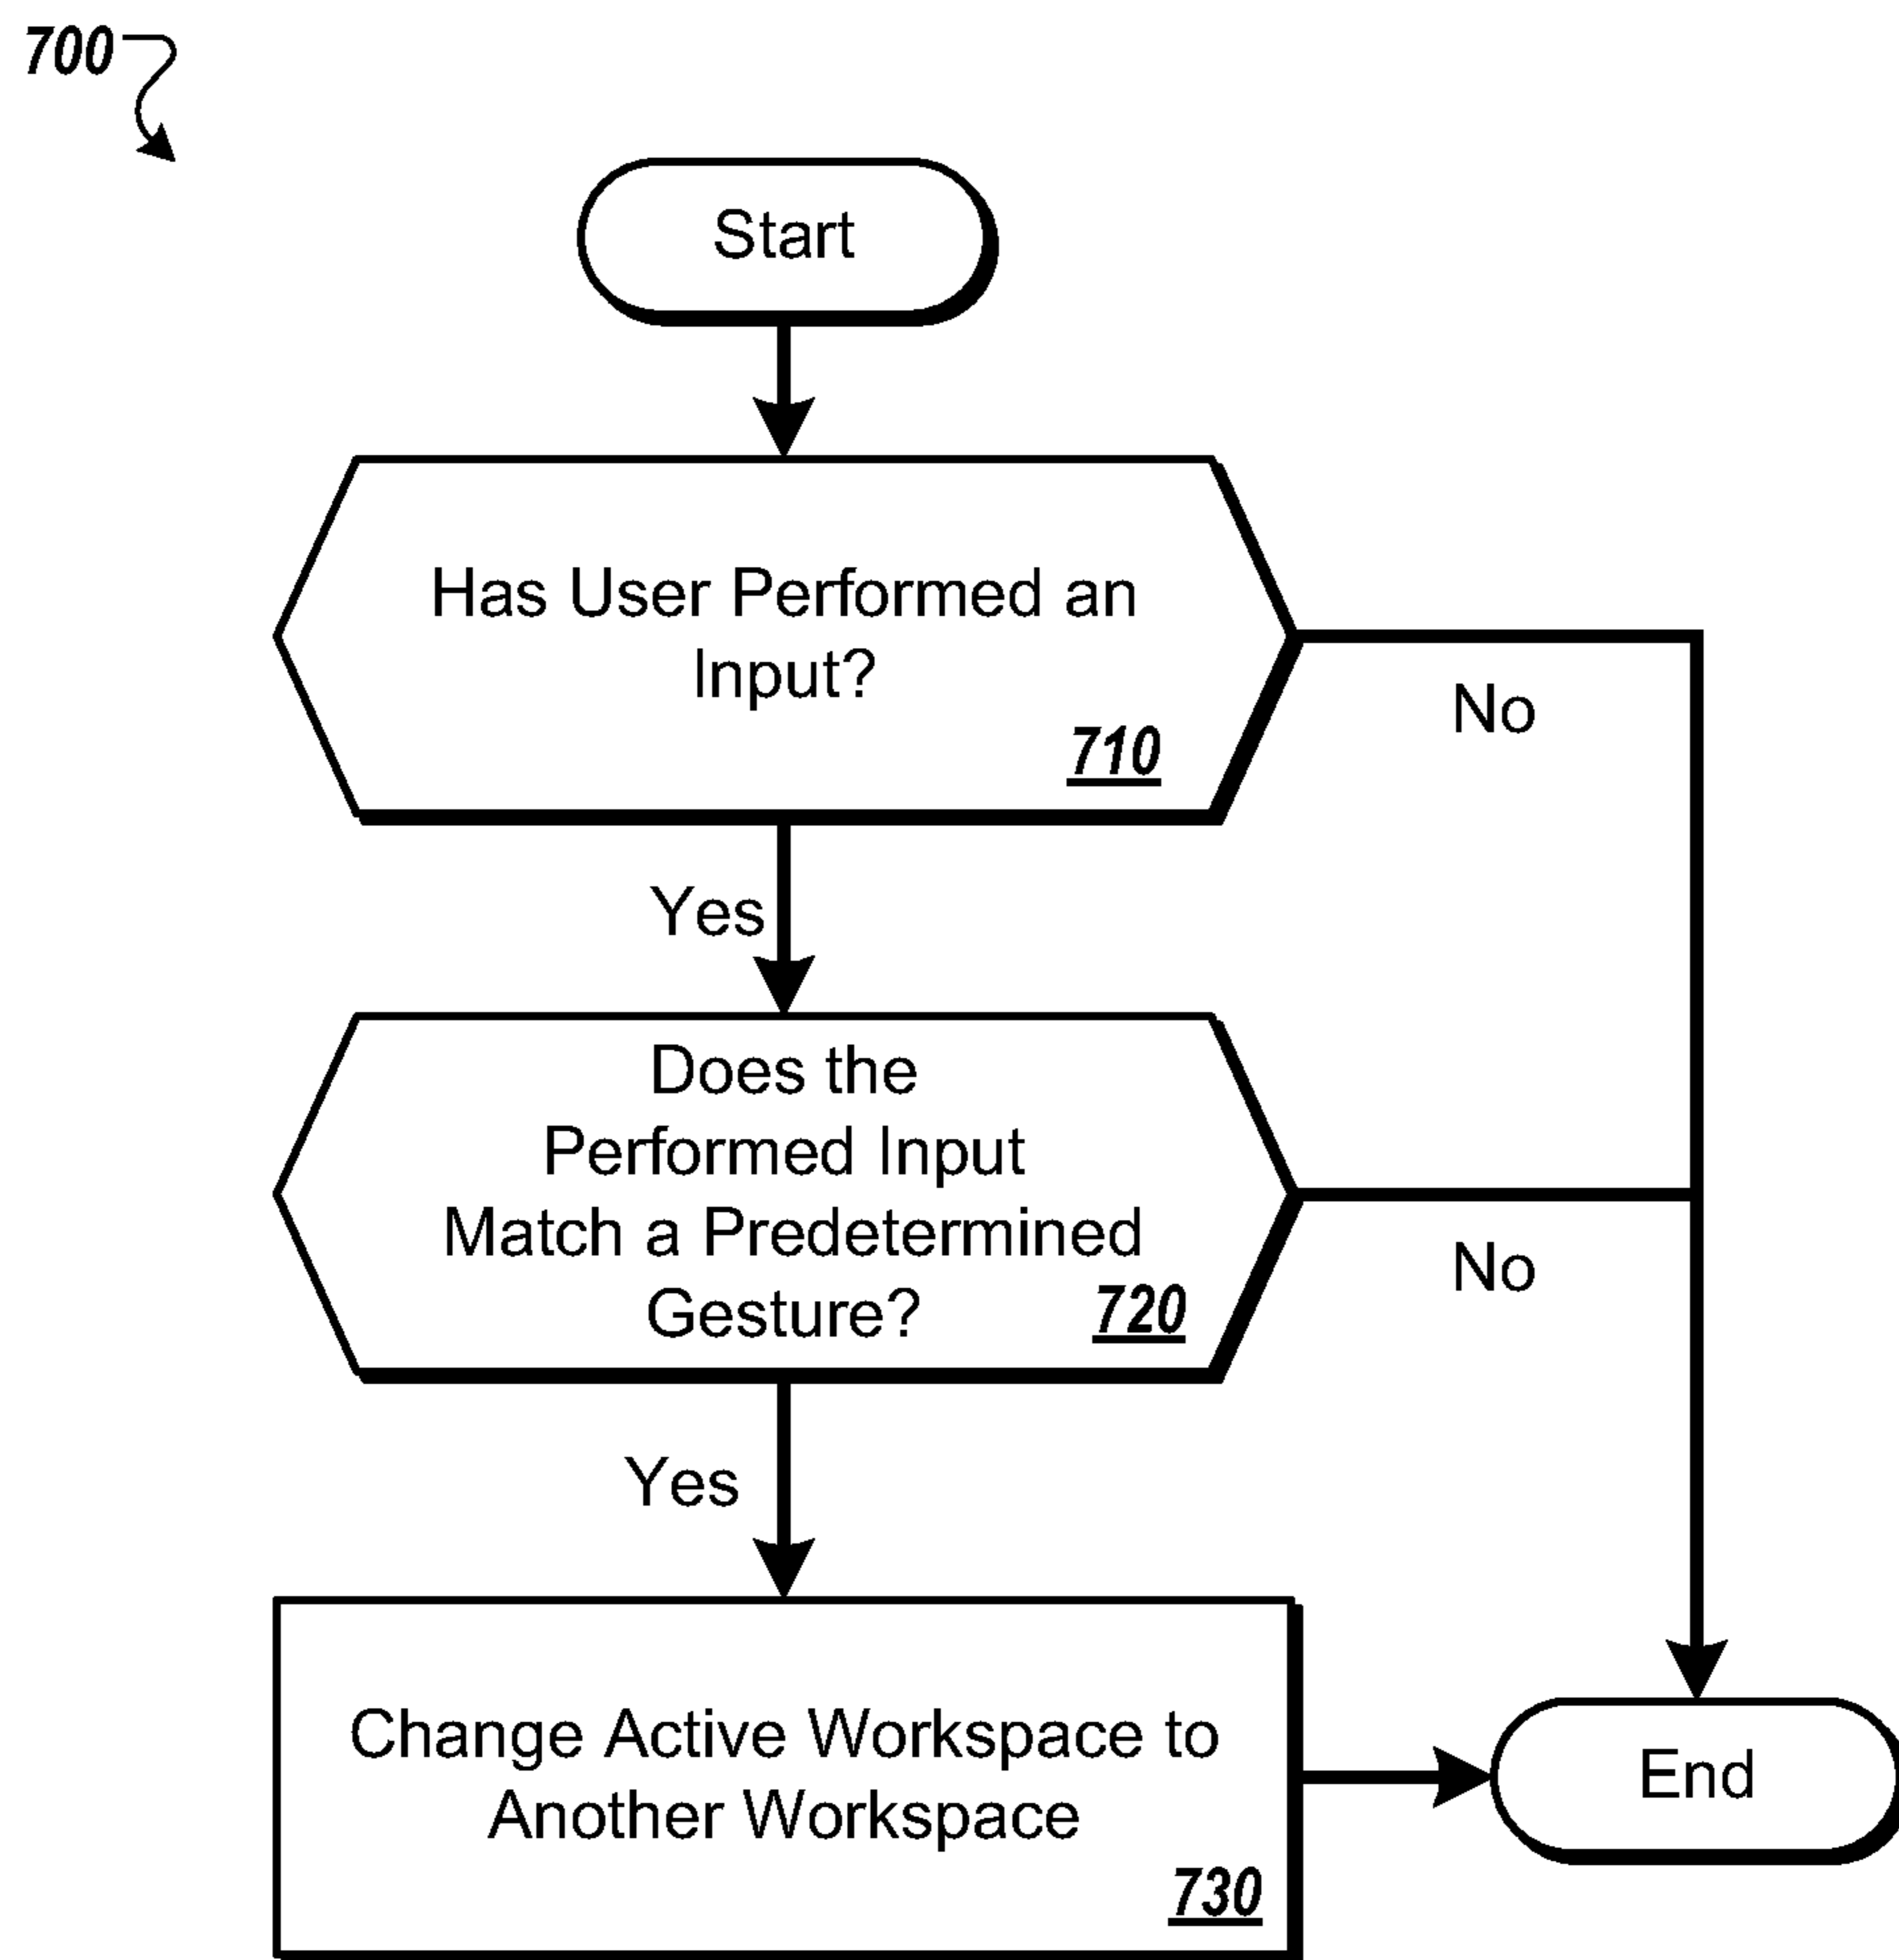 700
Start
Has User Performed an
Input?
710
No
Yes
Does the
Performed Input
Match a Predetermined
Gesture?
720
No
Yes
Change Active Workspace to
Another Workspace
730
End